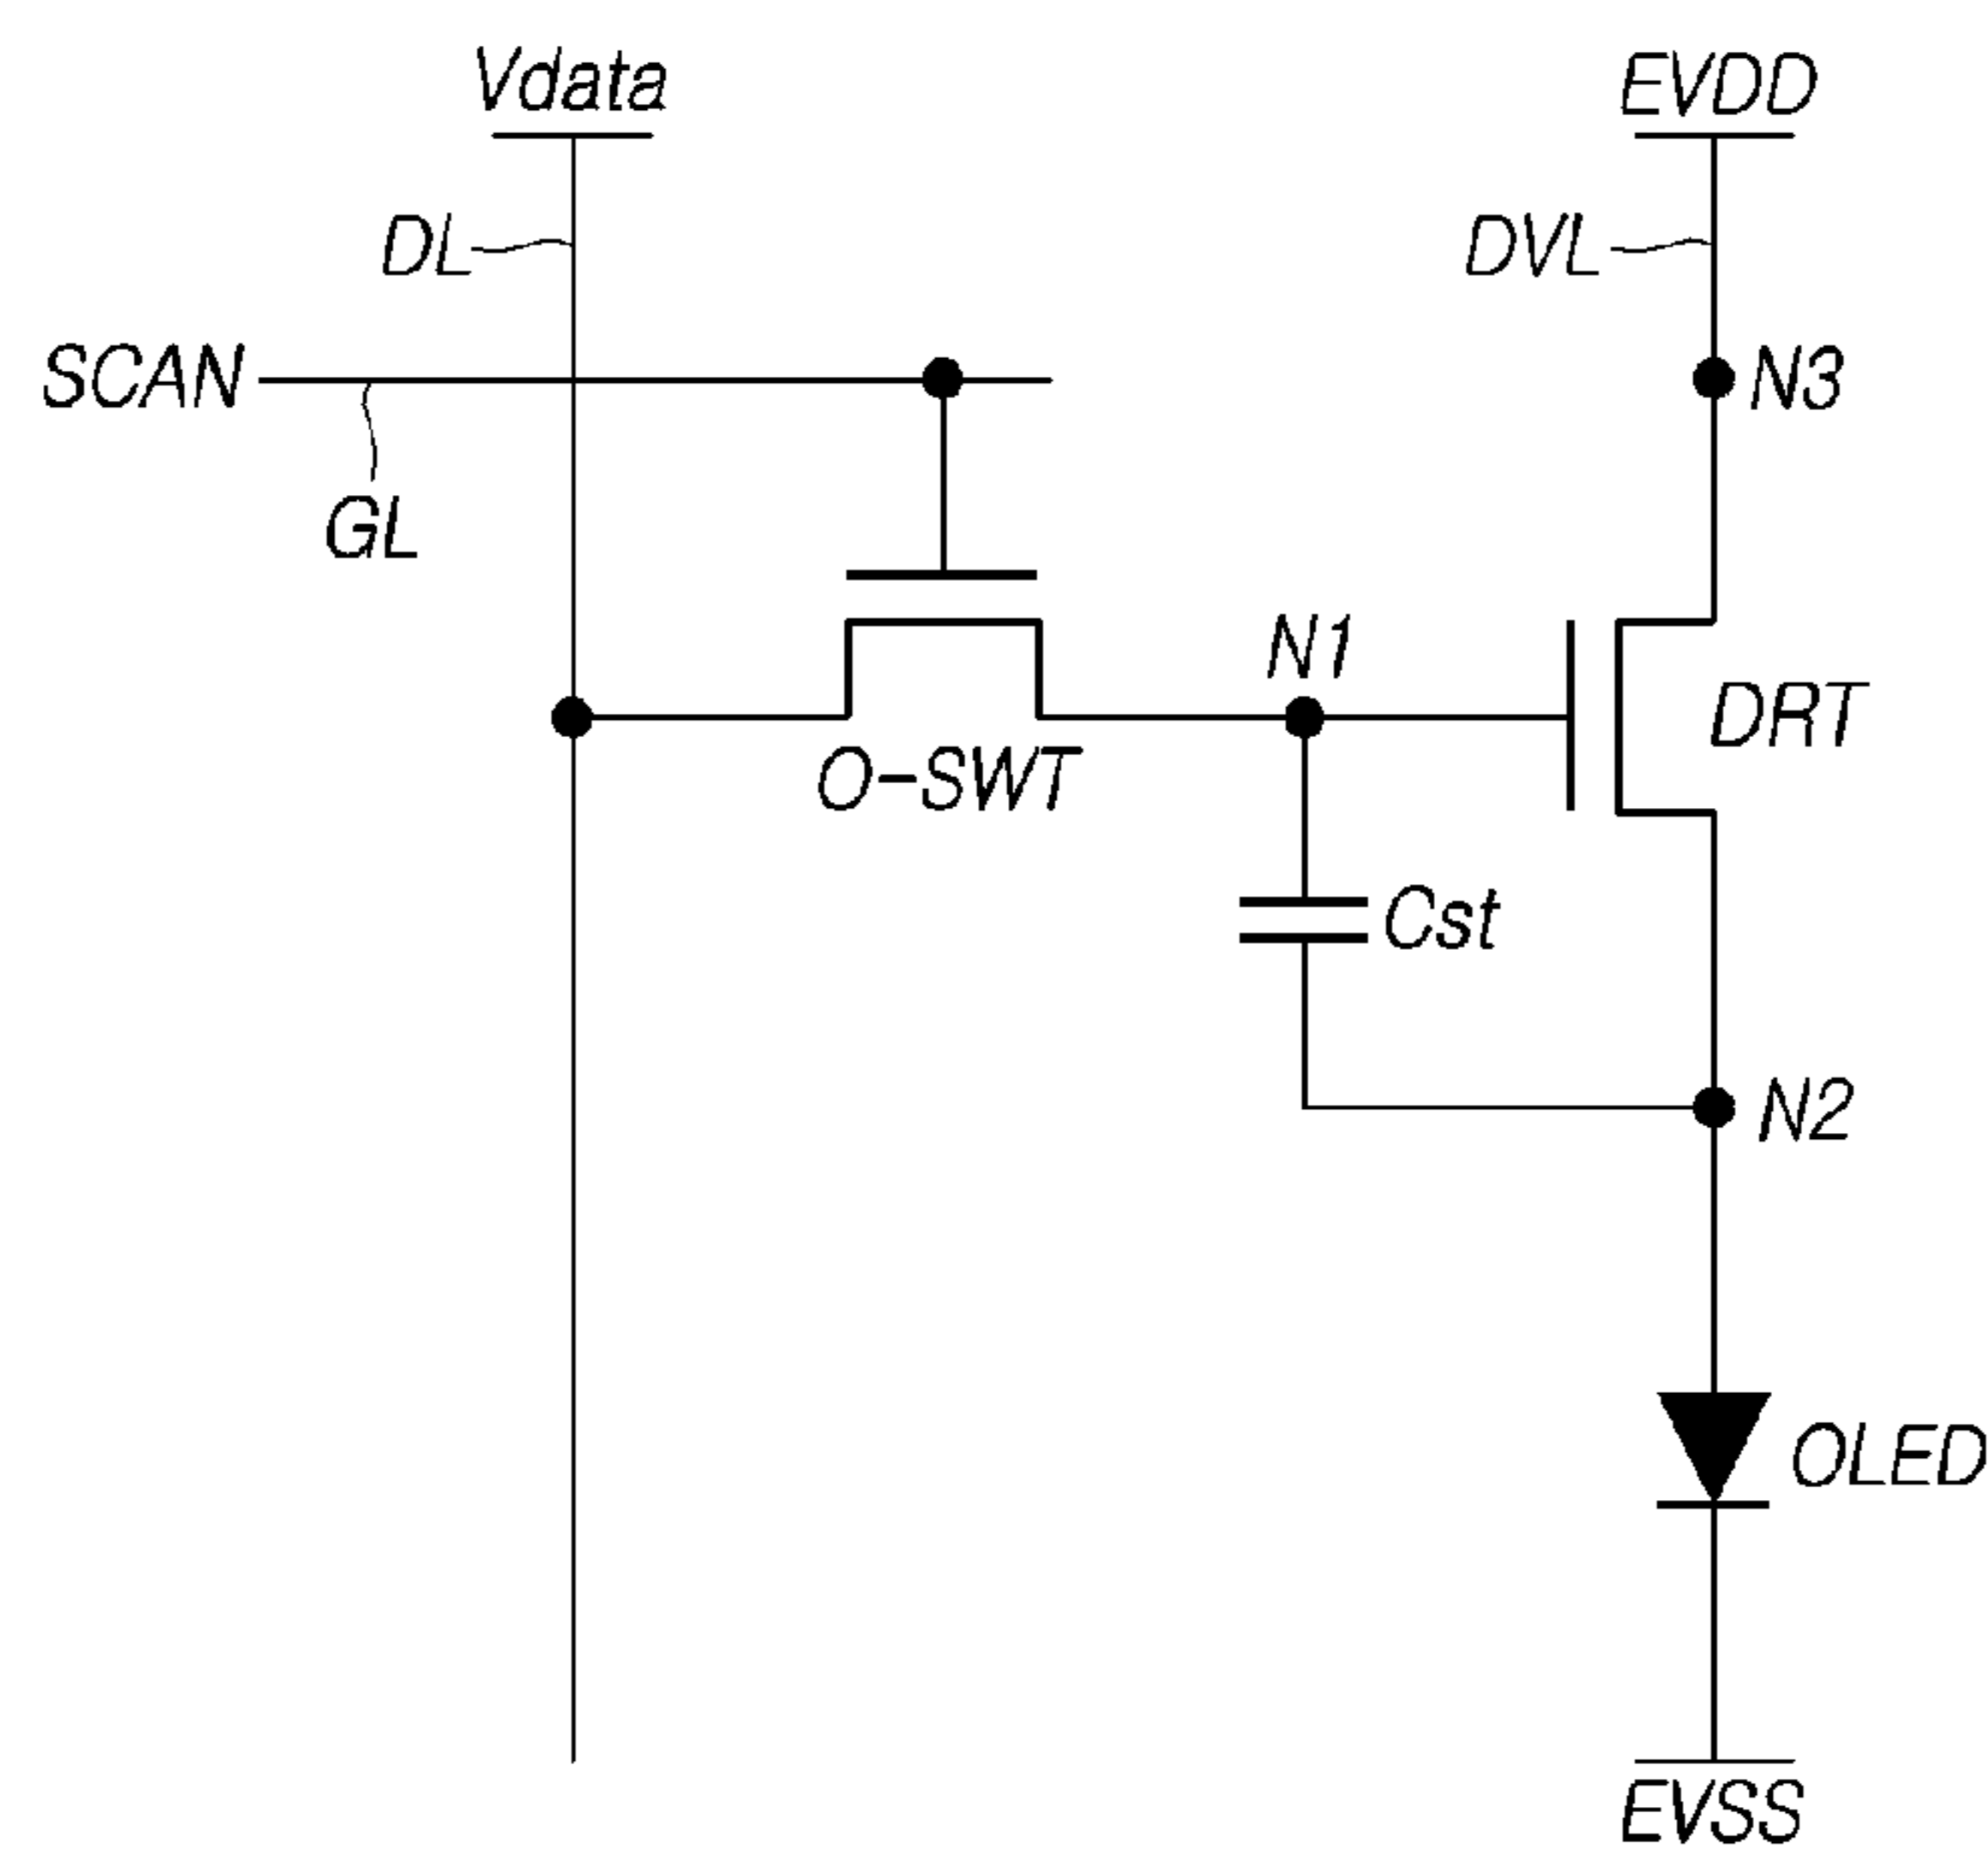 Vdata
EVDD
DL
DVL
SCAN
N3
GL
N1
DRT
O-SWT
Cst
N2
OLED
EVSS